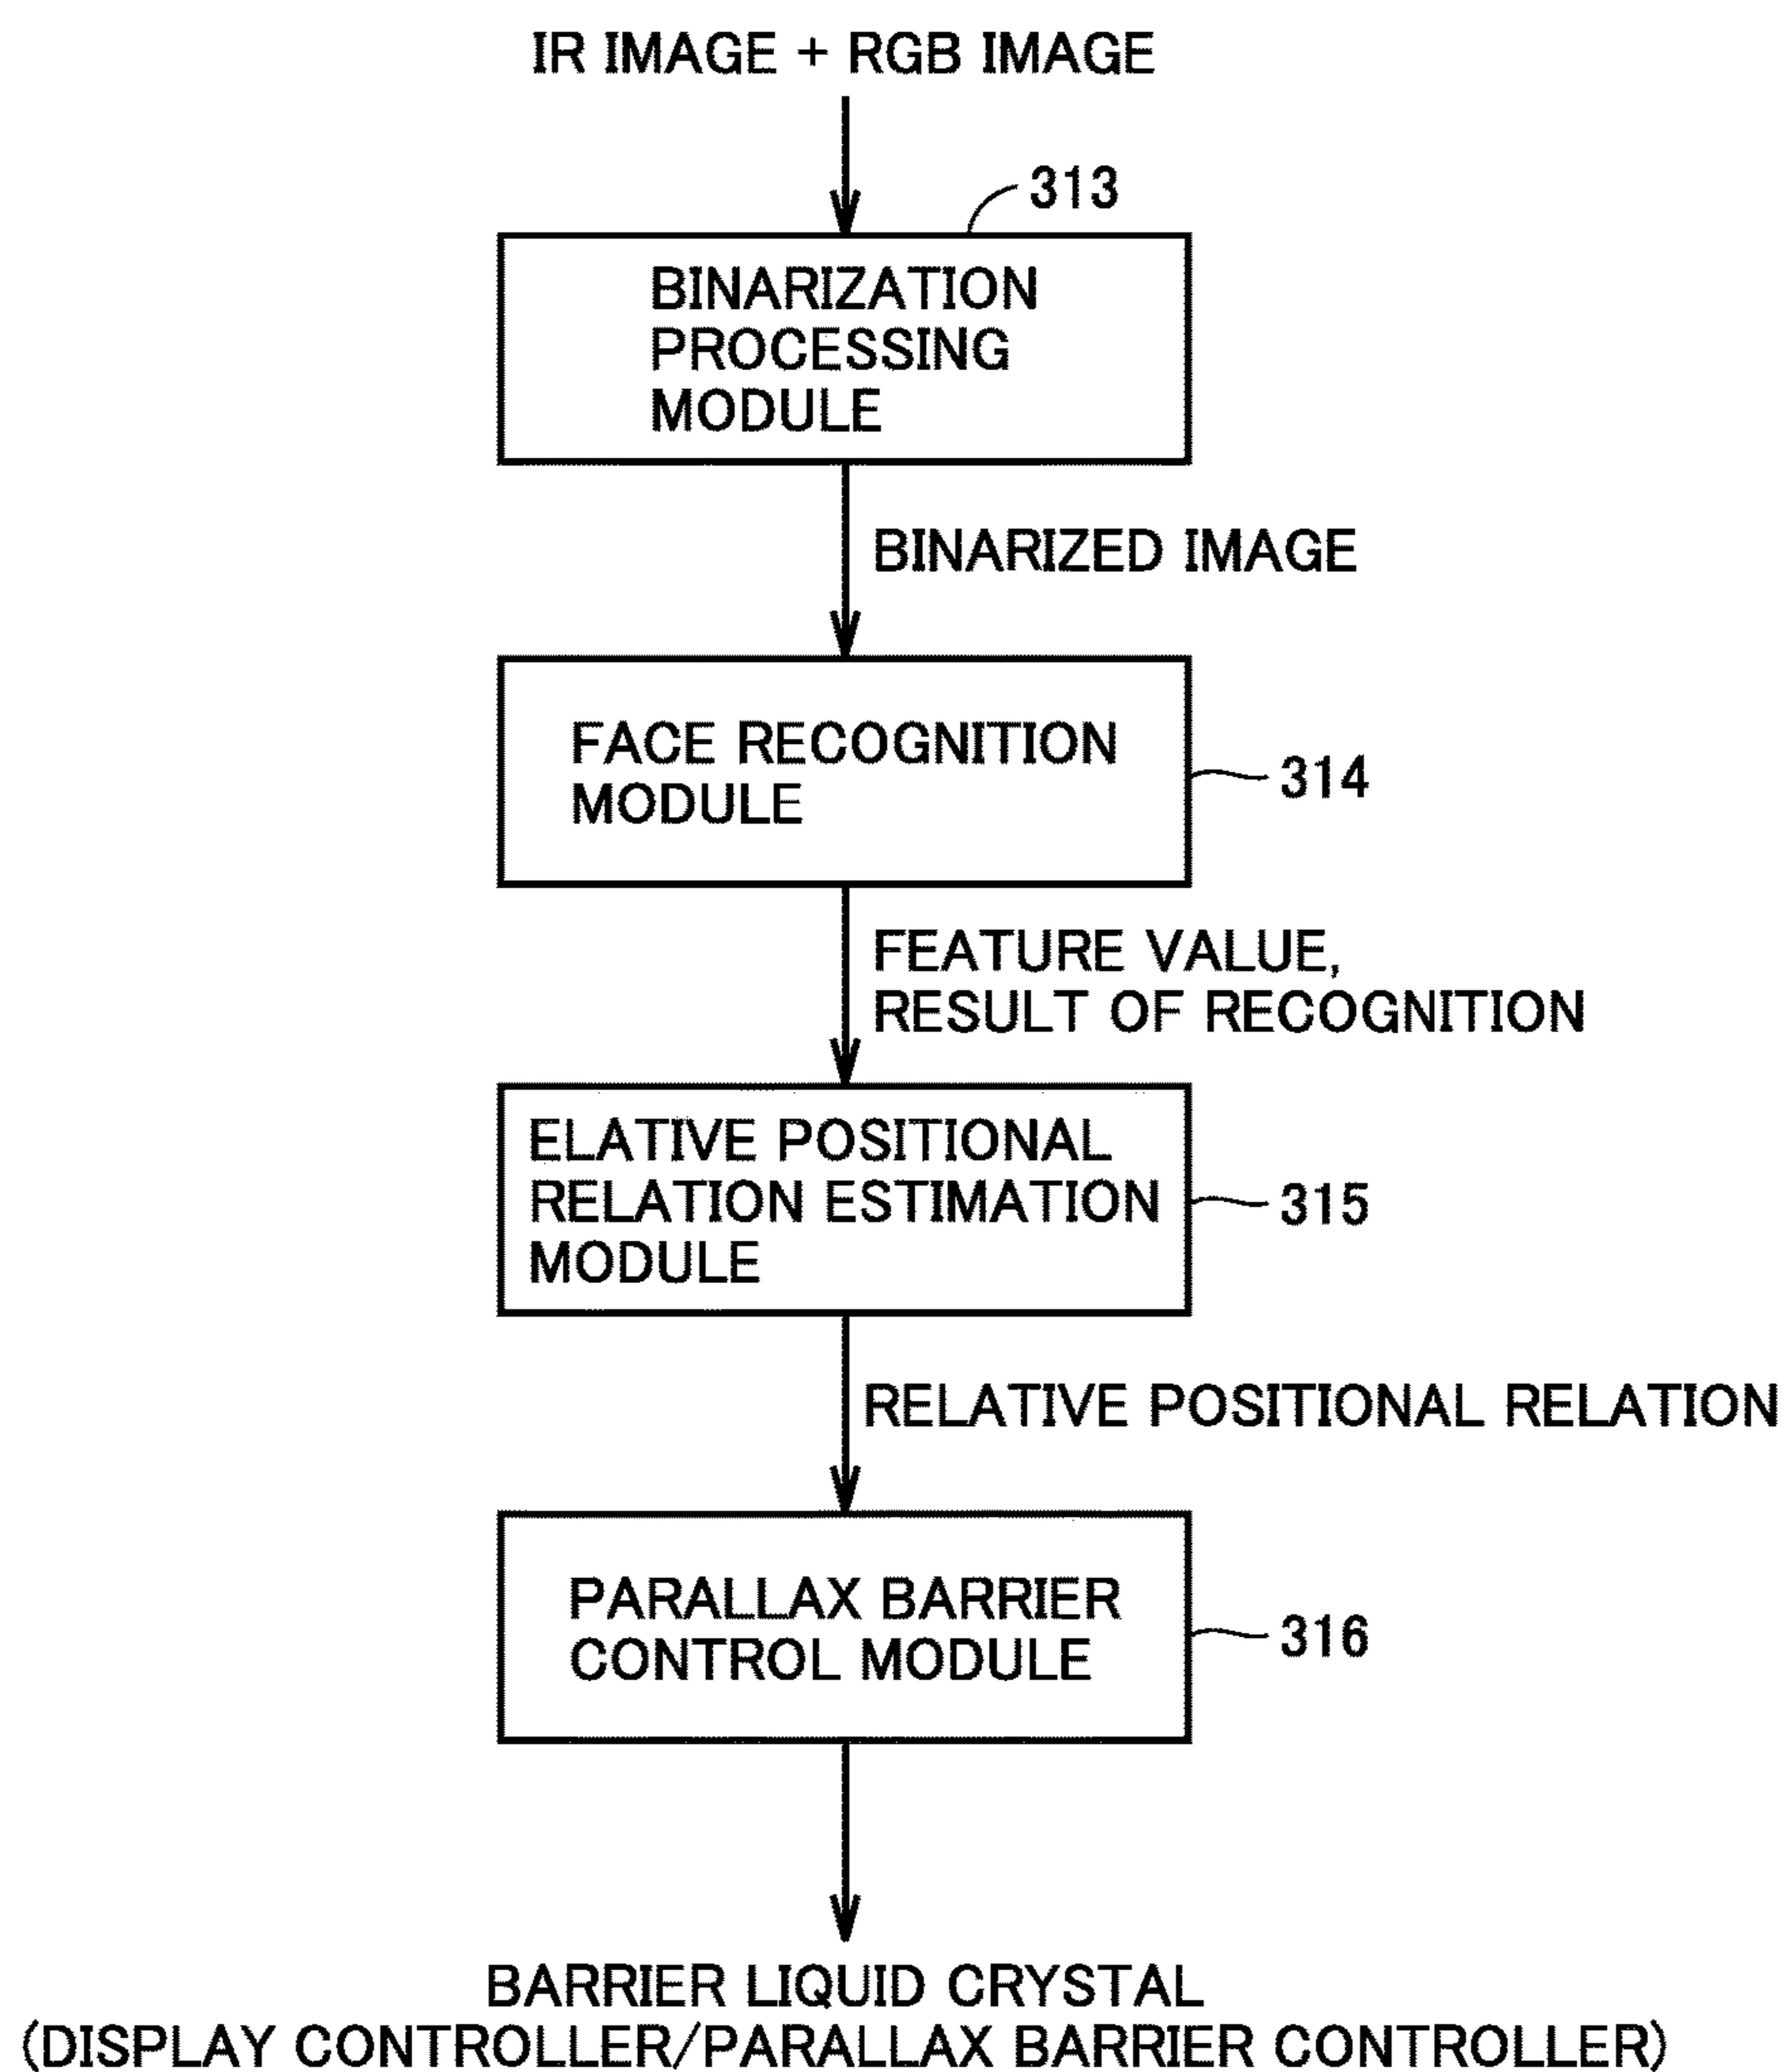 IR IMAGE + RGB IMAGE
313
BINARIZATION
PROCESSING
MODULE
BINARIZED IMAGE
FACE RECOGNITION
MODULE
314
FEATURE VALUE,
RESULT OF RECOGNITION
ELATIVE POSITIONAL
RELATION ESTIMATION
MODULE
315
RELATIVE POSITIONAL RELATION
PARALLAX BARRIER
CONTROL MODULE
316
BARRIER LIQUID CRYSTAL
(DISPLAY CONTROLLER/PARALLAX BARRIER CONTROLLER)